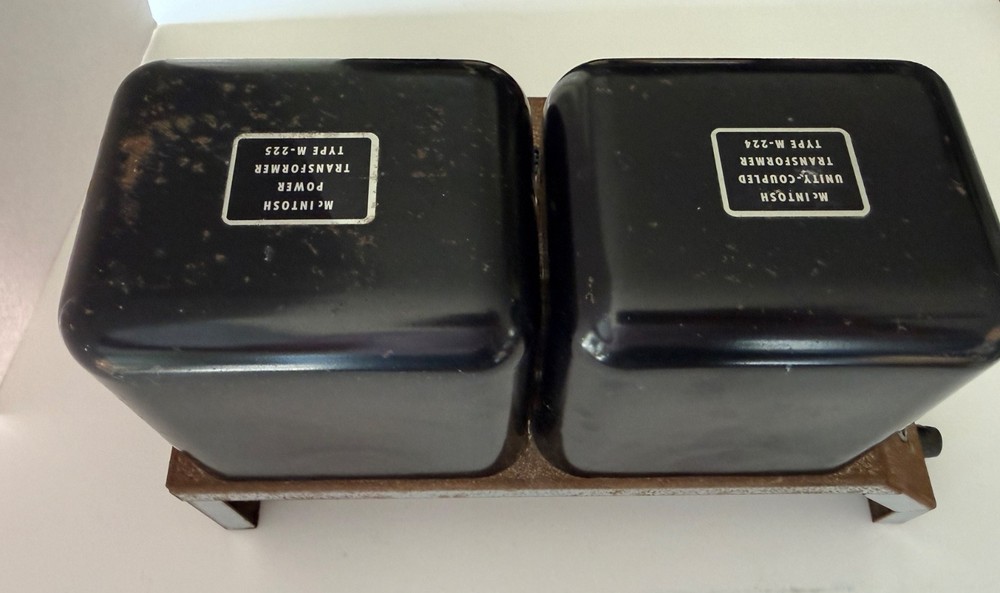 McINTOSH
POWER
TRANSFORMER
TYPE M-225
McINTOSH
UNITY-COUPLED
TRANSFORMER
TYPE M-224